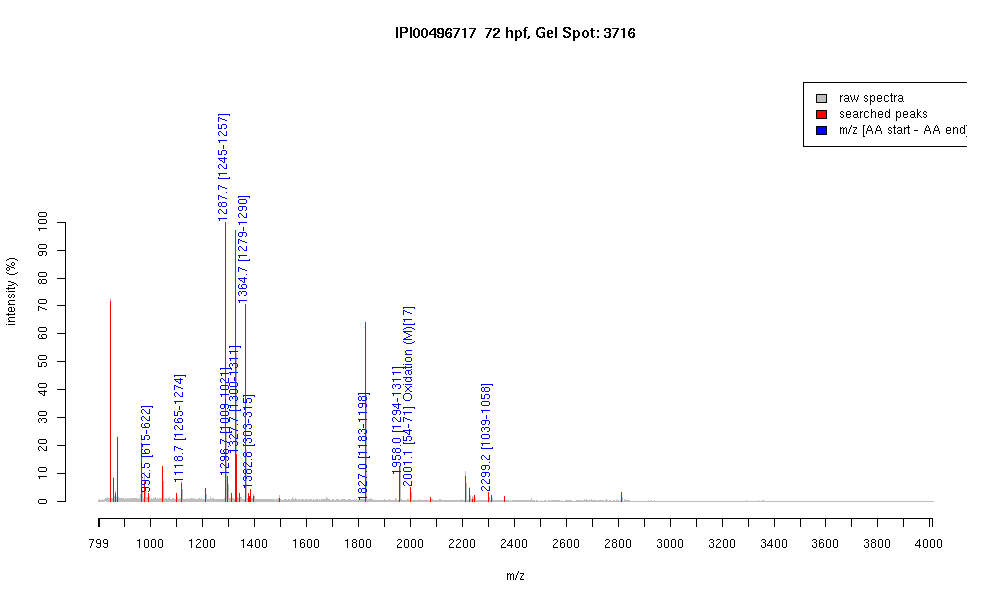 IPI00496717 72 hpf, Gel Spot: 3716
raw spectra
searched peaks
m/z [AA start - AA end]
intensity (%)
100
90
80
70
60
50
40
30
20
10
0
992.5 [615-622]
1118.7 [1265-1274]
1287.7 [1245-1257]
1296.7 [1009-1021]
1327.7 [1300-1311]
1364.7 [1279-1290]
1382.8 [303-315]
1827.0 [1183-1198]
1958.0 [1294-1311]
2001.1 [54-71] Oxidation (M)[17]
2299.2 [1039-1058]
799 1000 1200 1400 1600 1800 2000 2200 2400 2600 2800 3000 3200 3400 3600 3800 4000
m/z